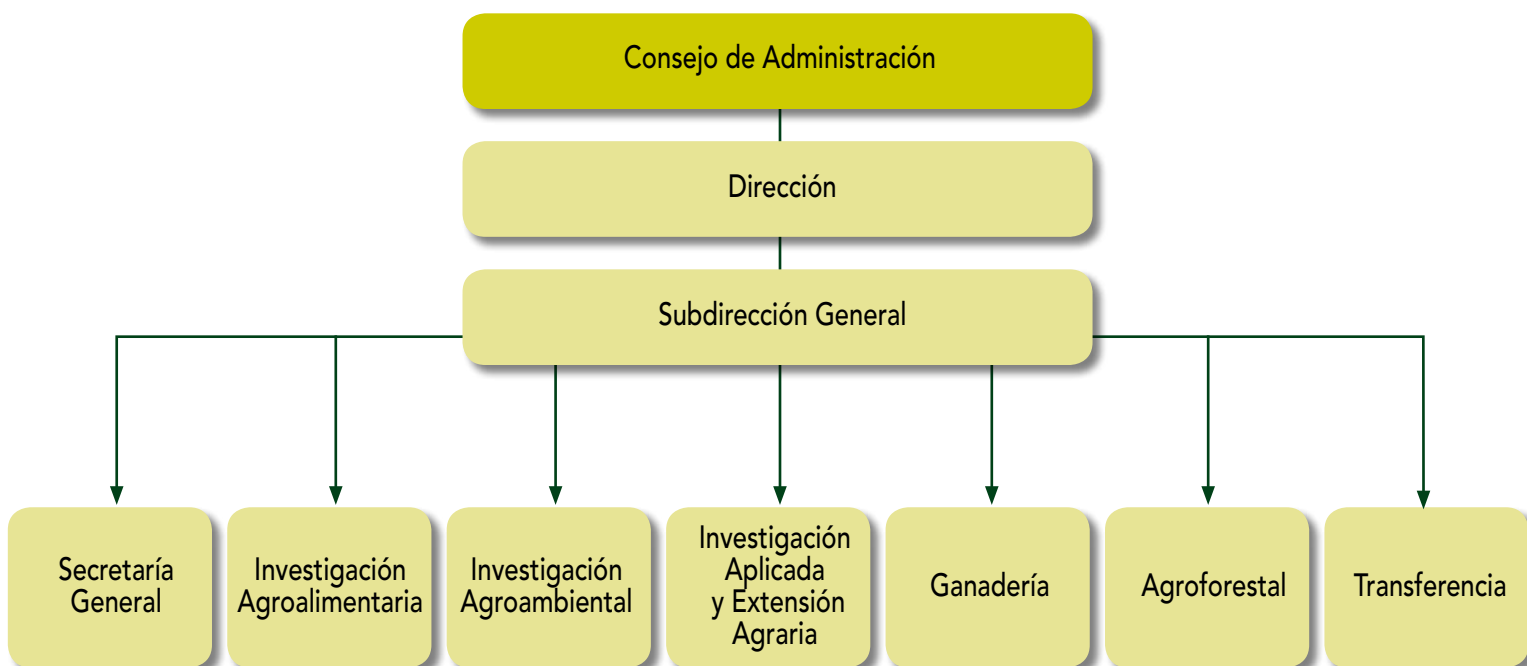 Consejo de Administración
Dirección
Subdirección General
Secretaría
General
Investigación
Agroalimentaria
Investigación
Agroambiental
Investigación
Aplicada
y Extensión
Agraria
Ganadería
Agroforestal
Transferencia